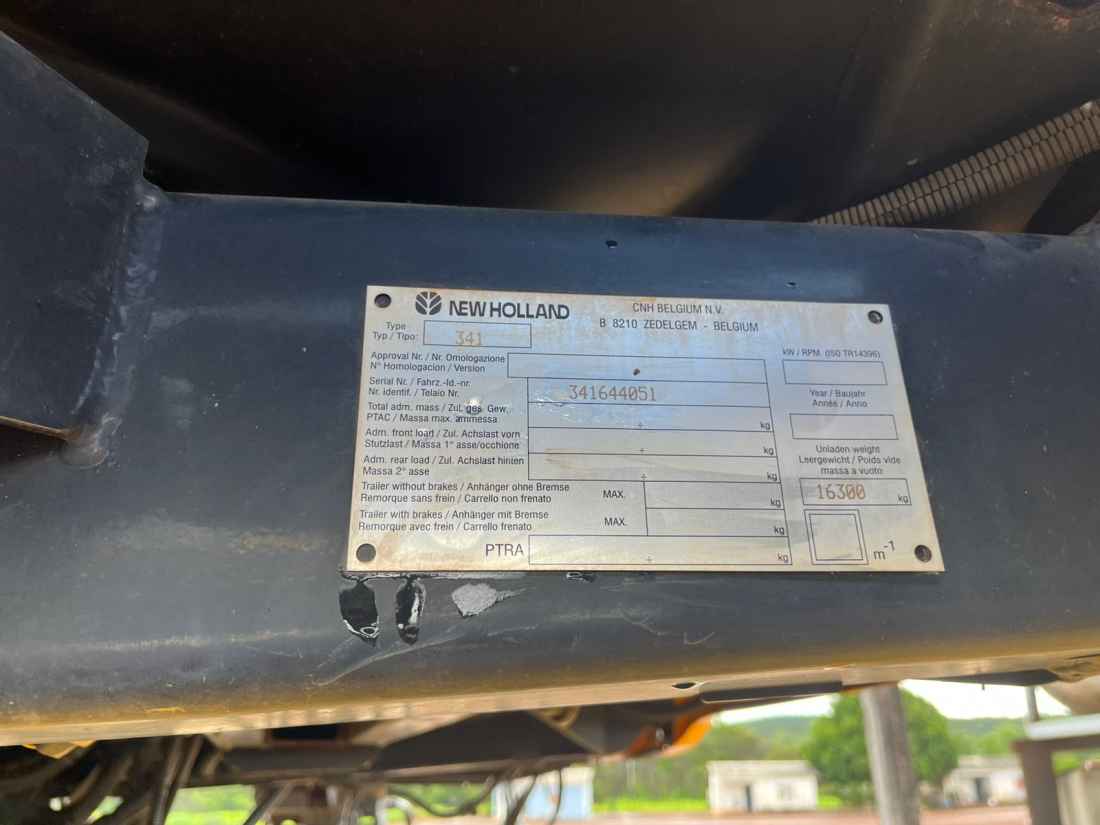 NEW HOLLAND
CNH BELGIUM N.V.
B 8210 ZEDELGEM - BELGIUM
Type
Typ / Tipo:
341
Approval Nr / Nr. Omologazione
N° Homologacion / Version
Serial Nr. / Fahrz.-Id.-nr.
Nr. identif. / Telaio Nr.
341644051
Total adm. mass / Zul. ges. Gew.
PTAC / Massa max. ammessa
÷ kg
Adm. front load / Zul. Achslast vorn
Stutzlast / Massa 1° asse/occhione
÷ kg
Adm. rear load / Zul. Achslast hinten
Massa 2° asse
÷ kg
Trailer without brakes / Anhänger ohne Bremse
Remorque sans frein / Carrello non frenato
MAX.
kg
Trailer with brakes / Anhänger mit Bremse
Remorque avec frein / Carrello frenato
MAX.
kg
PTRA
÷ kg
kW / RPM. (ISO TR14396)
Year / Baujahr
Année / Anno
Unladen weight
Leergewicht / Poids vide
massa a vuoto
16300 kg
m-1